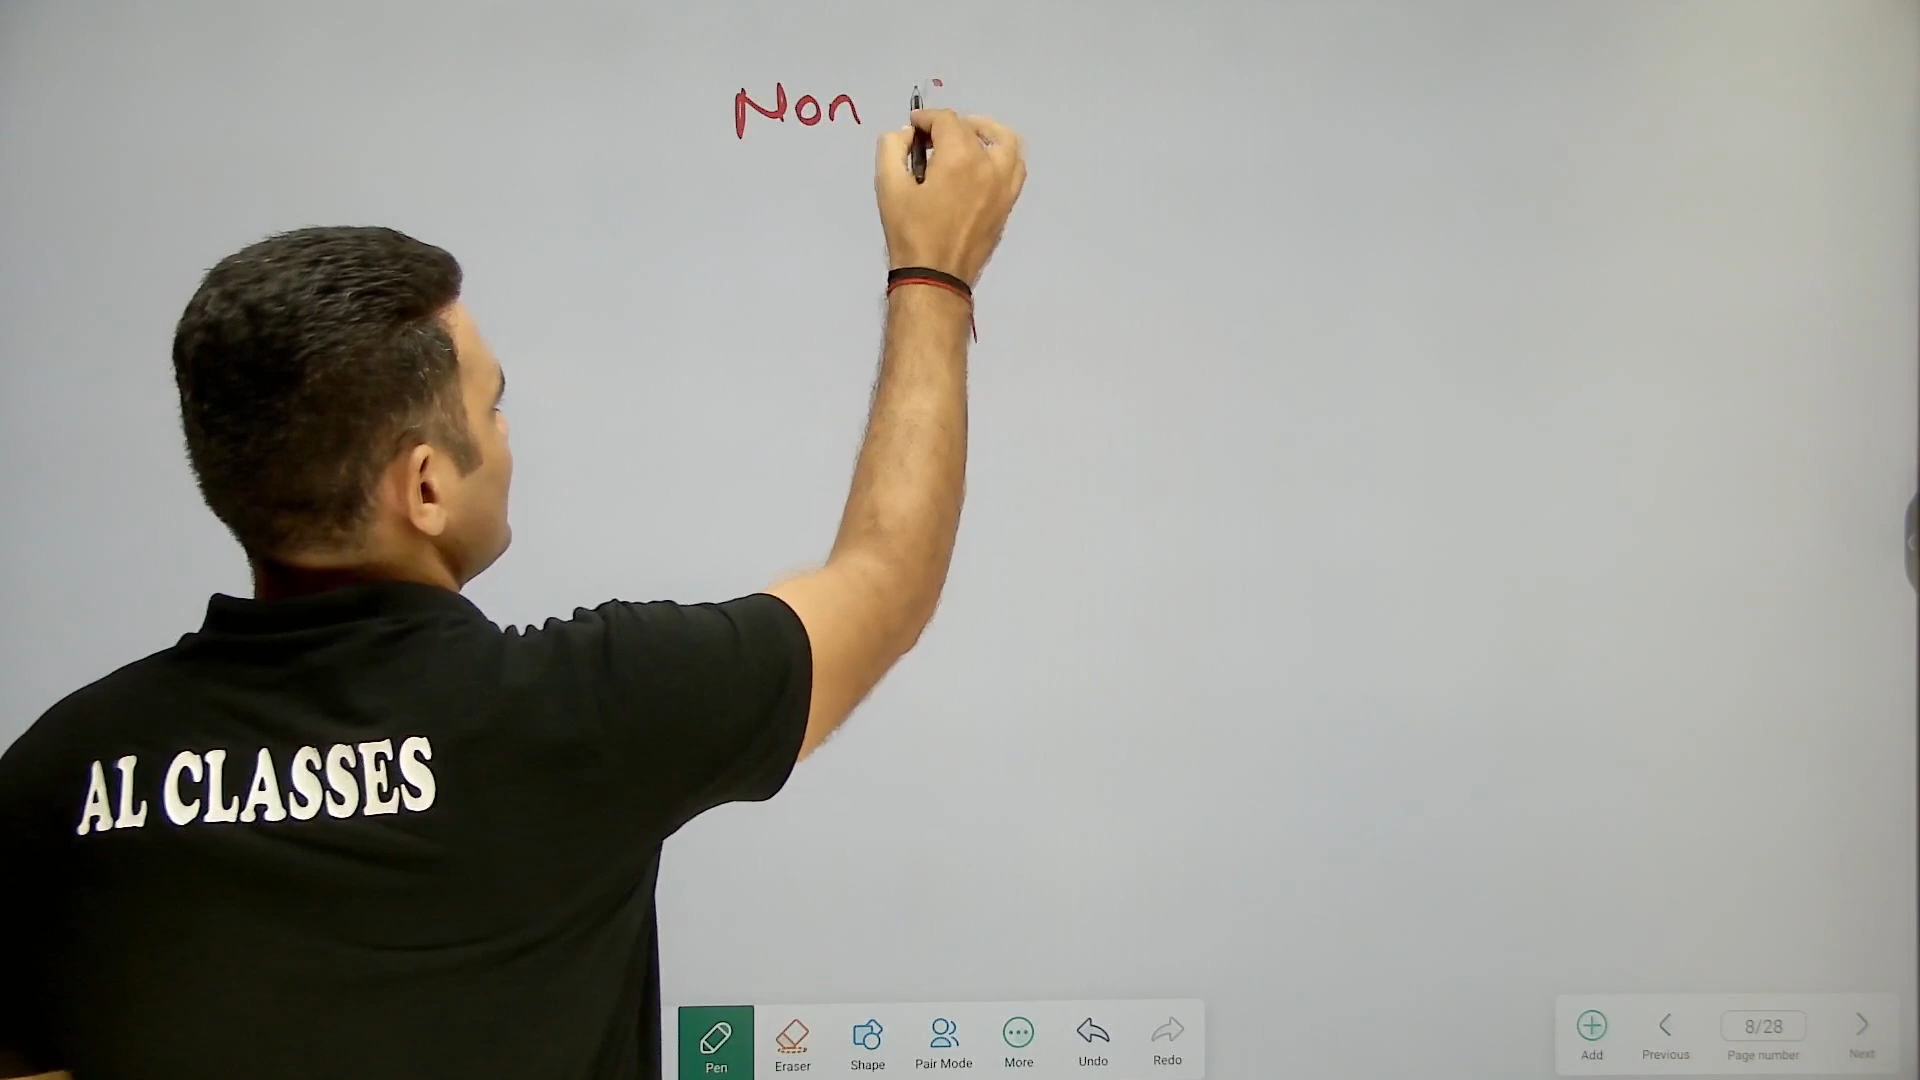 Non
AL CLASSES
Pen
Eraser
Shape
Pair Mode
More
Undo
Redo
Add
Previous
8/28
Page number
Next